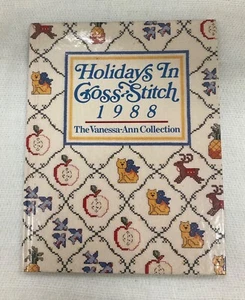 Holidays In
Cross-Stitch
1988
The Vanessa-Ann Collection